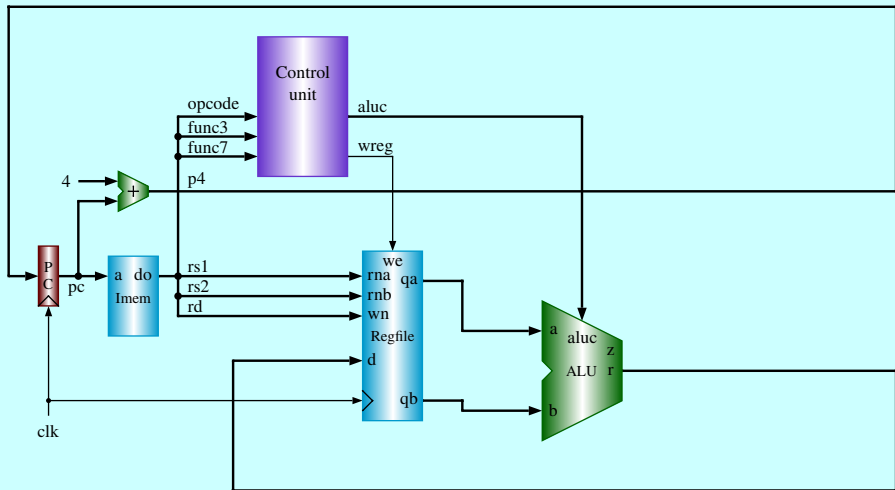 Control
unit
opcode
func3
func7
aluc
wreg
4
+
p4
P
C
pc
a do
Imem
rs1
rs2
rd
we
rna
qa
rnb
wn
Regfile
d
qb
clk
a
aluc
z
r
ALU
b